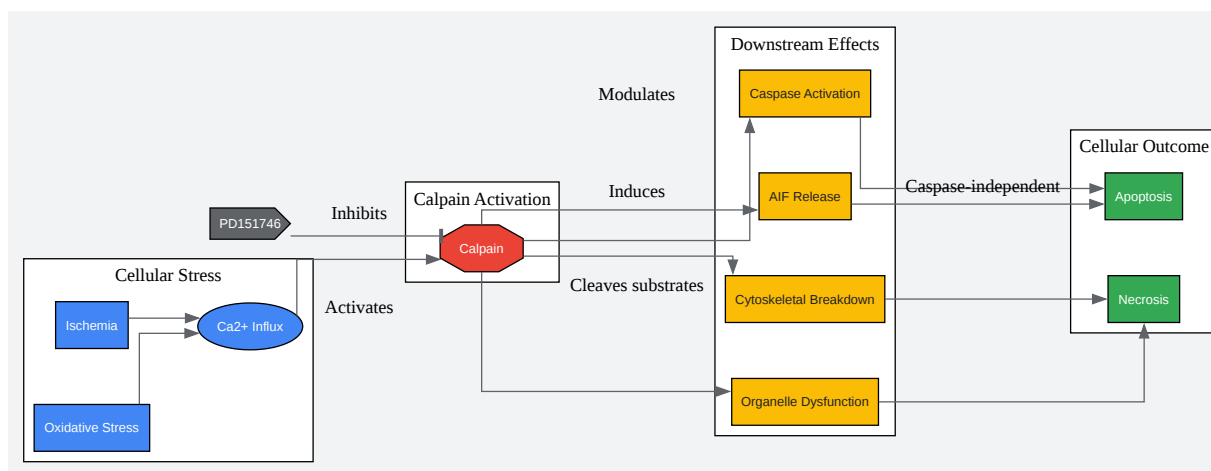 Downstream Effects
Caspase Activation
Modulates
Cellular Outcome
AIF Release
Caspase-independent
Apoptosis
Calpain Activation
Induces
PD151746
Inhibits
Calpain
Cellular Stress
Cleaves substrates
Cytoskeletal Breakdown
Necrosis
Ischemia
Ca2+ Influx
Activates
Organelle Dysfunction
Oxidative Stress